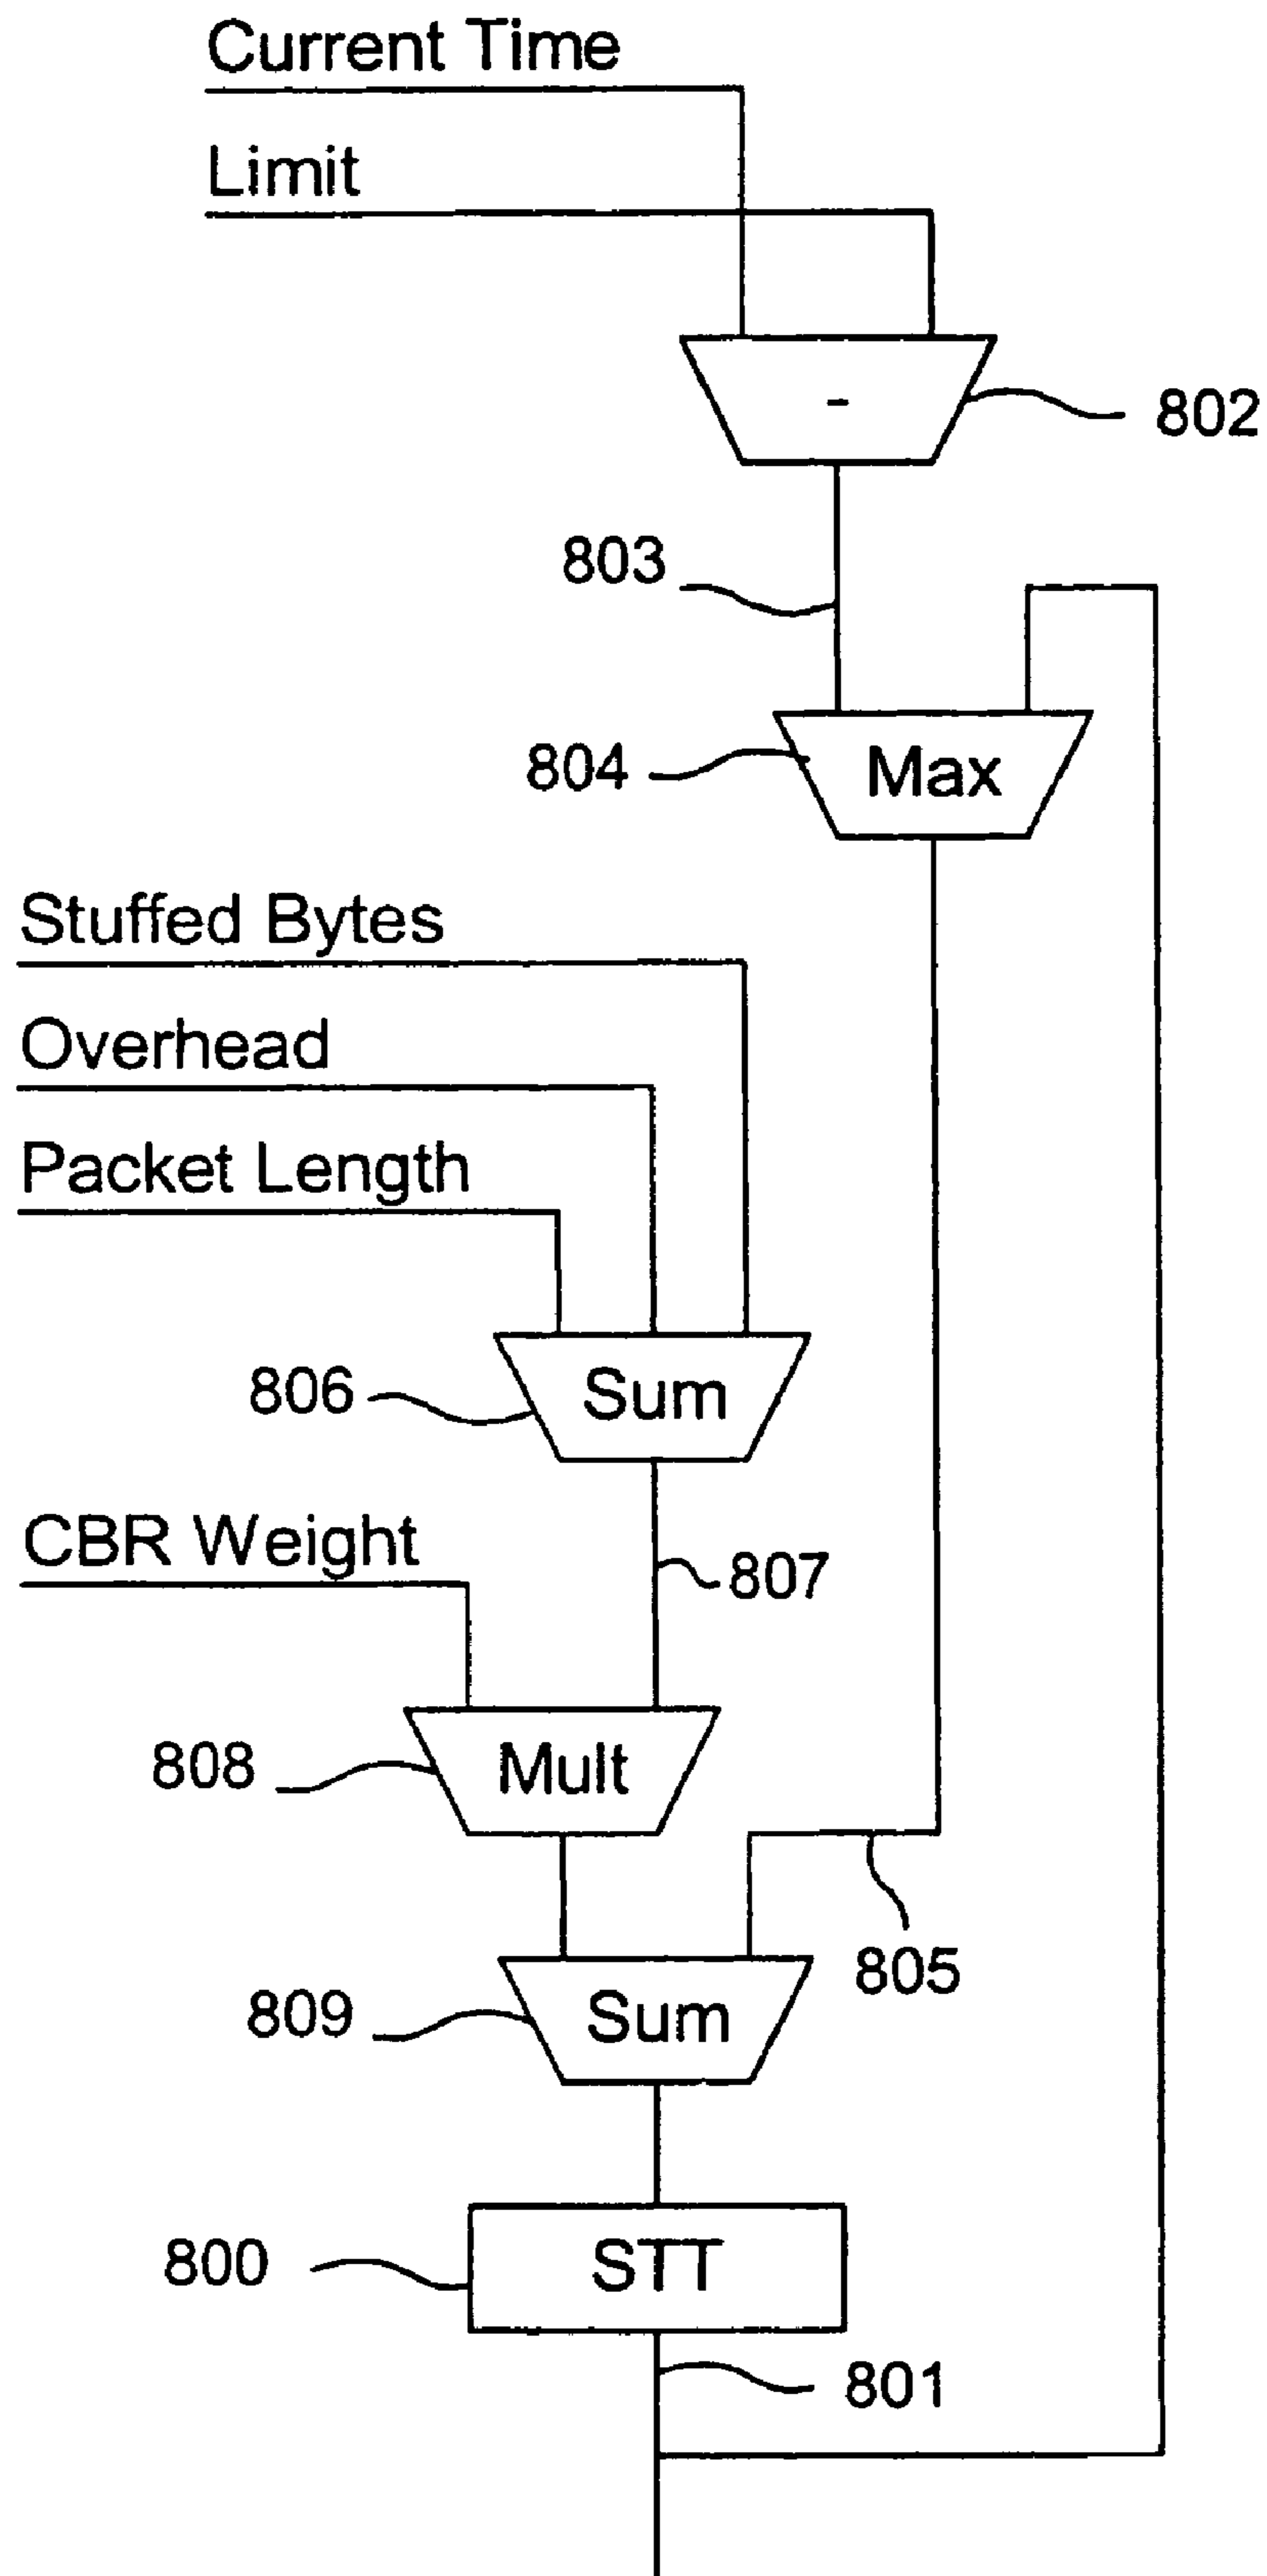 Current Time
Limit
-
802
803
804
Max
Stuffed Bytes
Overhead
Packet Length
806
Sum
CBR Weight
807
808
Mult
805
809
Sum
800
STT
801